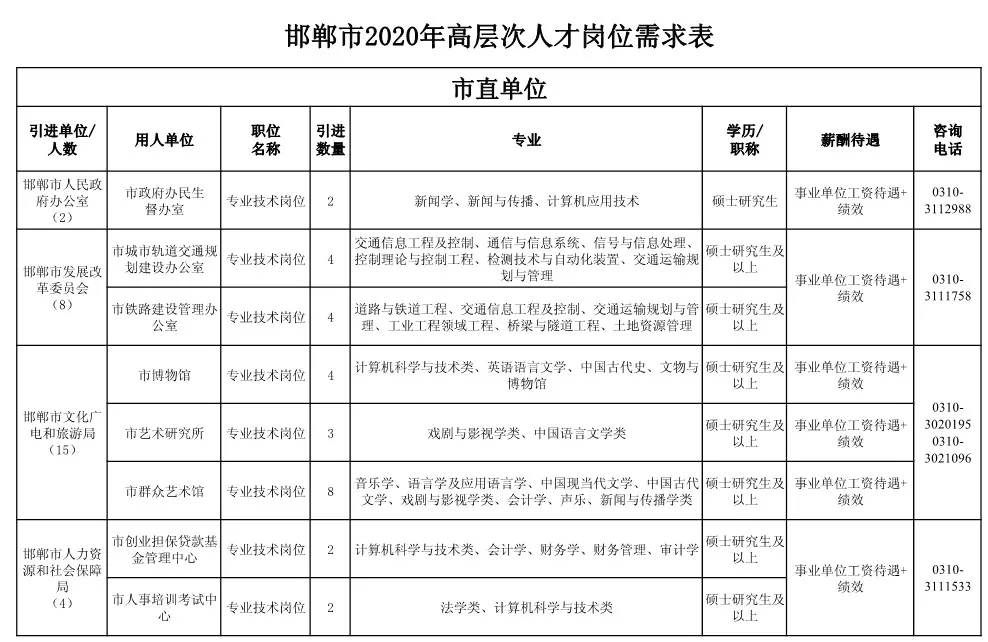 邯郸市2020年高层次人才岗位需求表
市直单位
引进单位/
人数
用人单位
职位
名称
引进
数量
专业
学历/
职称
薪酬待遇
咨询
电话
邯郸市人民政
府办公室
（2）
市政府办民生
督办室
专业技术岗位
2
新闻学、新闻与传播、计算机应用技术
硕士研究生
事业单位工资待遇+
绩效
0310-
3112988
邯郸市发展改
革委员会
（8）
市城市轨道交通规
划建设办公室
专业技术岗位
4
交通信息工程及控制、通信与信息系统、信号与信息处理、
控制理论与控制工程、检测技术与自动化装置、交通运输规
划与管理
硕士研究生及
以上
事业单位工资待遇+
绩效
0310-
3111758
市铁路建设管理办
公室
专业技术岗位
4
道路与铁道工程、交通信息工程及控制、交通运输规划与管
理、工业工程领域工程、桥梁与隧道工程、土地资源管理
硕士研究生及
以上
邯郸市文化广
电和旅游局
（15）
市博物馆
专业技术岗位
4
计算机科学与技术类、英语语言文学、中国古代史、文物与
博物馆
硕士研究生及
以上
事业单位工资待遇+
绩效
0310-
3020195
0310-
3021096
市艺术研究所
专业技术岗位
3
戏剧与影视学类、中国语言文学类
硕士研究生及
以上
事业单位工资待遇+
绩效
市群众艺术馆
专业技术岗位
8
音乐学、语言学及应用语言学、中国现当代文学、中国古代
文学、戏剧与影视学类、会计学、声乐、新闻与传播学类
硕士研究生及
以上
事业单位工资待遇+
绩效
邯郸市人力资
源和社会保障
局
（4）
市创业担保贷款基
金管理中心
专业技术岗位
2
计算机科学与技术类、会计学、财务学、财务管理、审计学
硕士研究生及
以上
事业单位工资待遇+
绩效
0310-
3111533
市人事培训考试中
心
专业技术岗位
2
法学类、计算机科学与技术类
硕士研究生及
以上